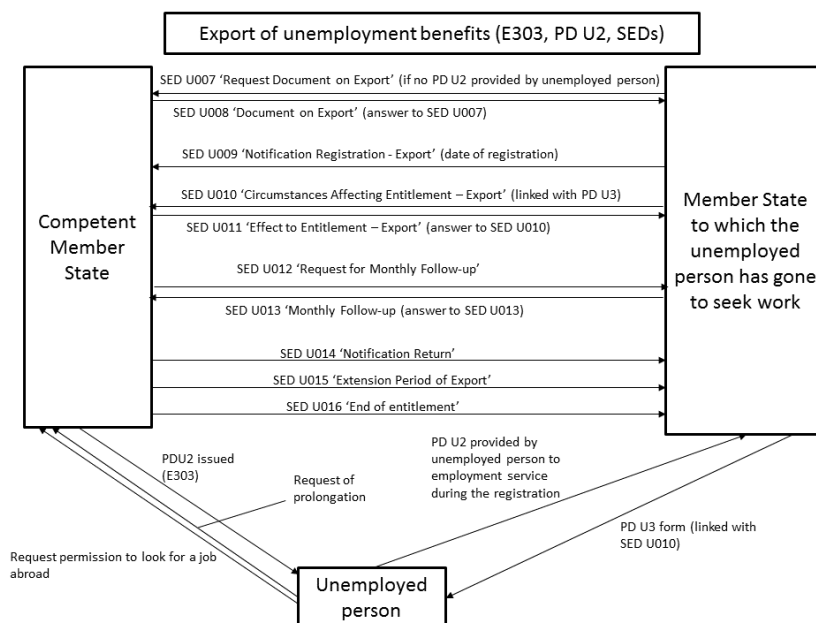 Export of unemployment benefits (E303, PD U2, SEDs)
SED U007 ‘Request Document on Export’ (if no PD U2 provided by unemployed person)
SED U008 ‘Document on Export’ (answer to SED U007)
SED U009 ‘Notification Registration - Export’ (date of registration)
SED U010 ‘Circumstances Affecting Entitlement – Export’ (linked with PD U3)
SED U011 ‘Effect to Entitlement – Export’ (answer to SED U010)
SED U012 ‘Request for Monthly Follow-up’
SED U013 ‘Monthly Follow-up (answer to SED U013)
SED U014 ‘Notification Return’
SED U015 ‘Extension Period of Export’
SED U016 ‘End of entitlement’
Competent
Member
State
Member State
to which the
unemployed
person has gone
to seek work
PDU2 issued
(E303)
Request of
prolongation
PD U2 provided by
unemployed person to
employment service
during the registration
PD U3 form (linked with
SED U010)
Request permission to look for a job
abroad
Unemployed
person